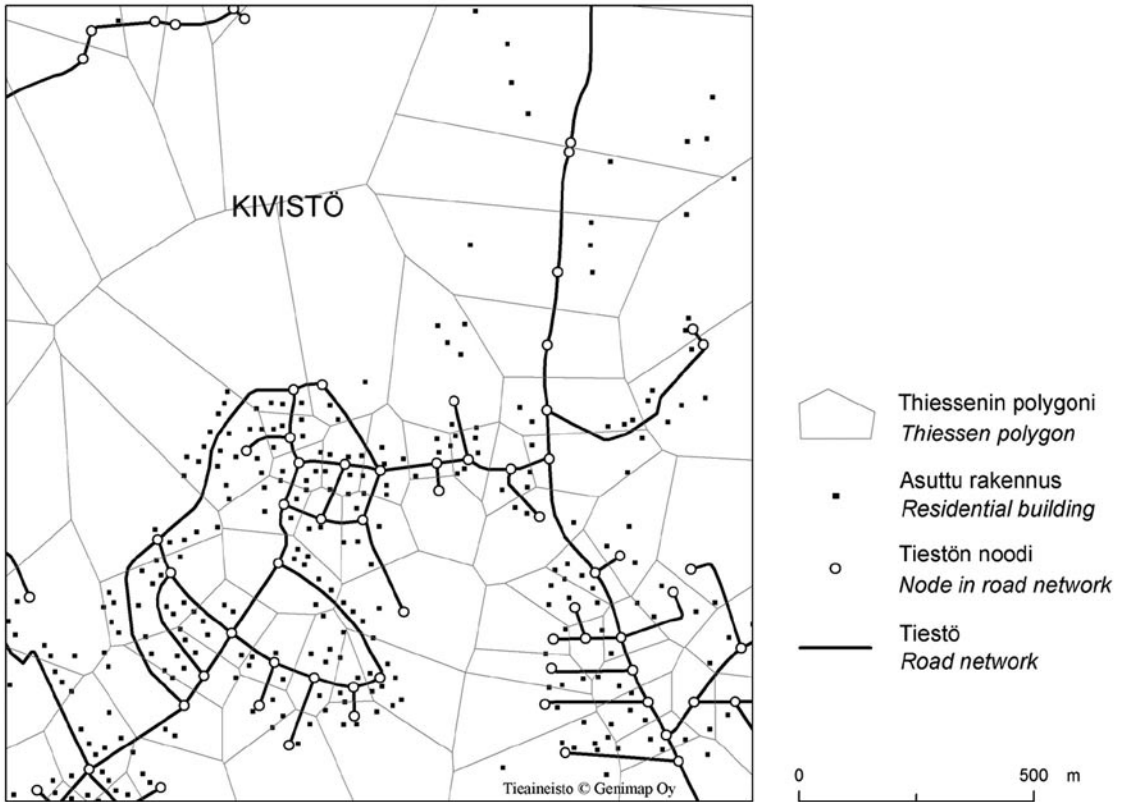 KIVISTÖ
Tieaineisto © Genimap Oy
Thiessenin polygoni
Thiessen polygon
Asuttu rakennus
Residential building
Tiestön noodi
Node in road network
Tiestö
Road network
0 500 m